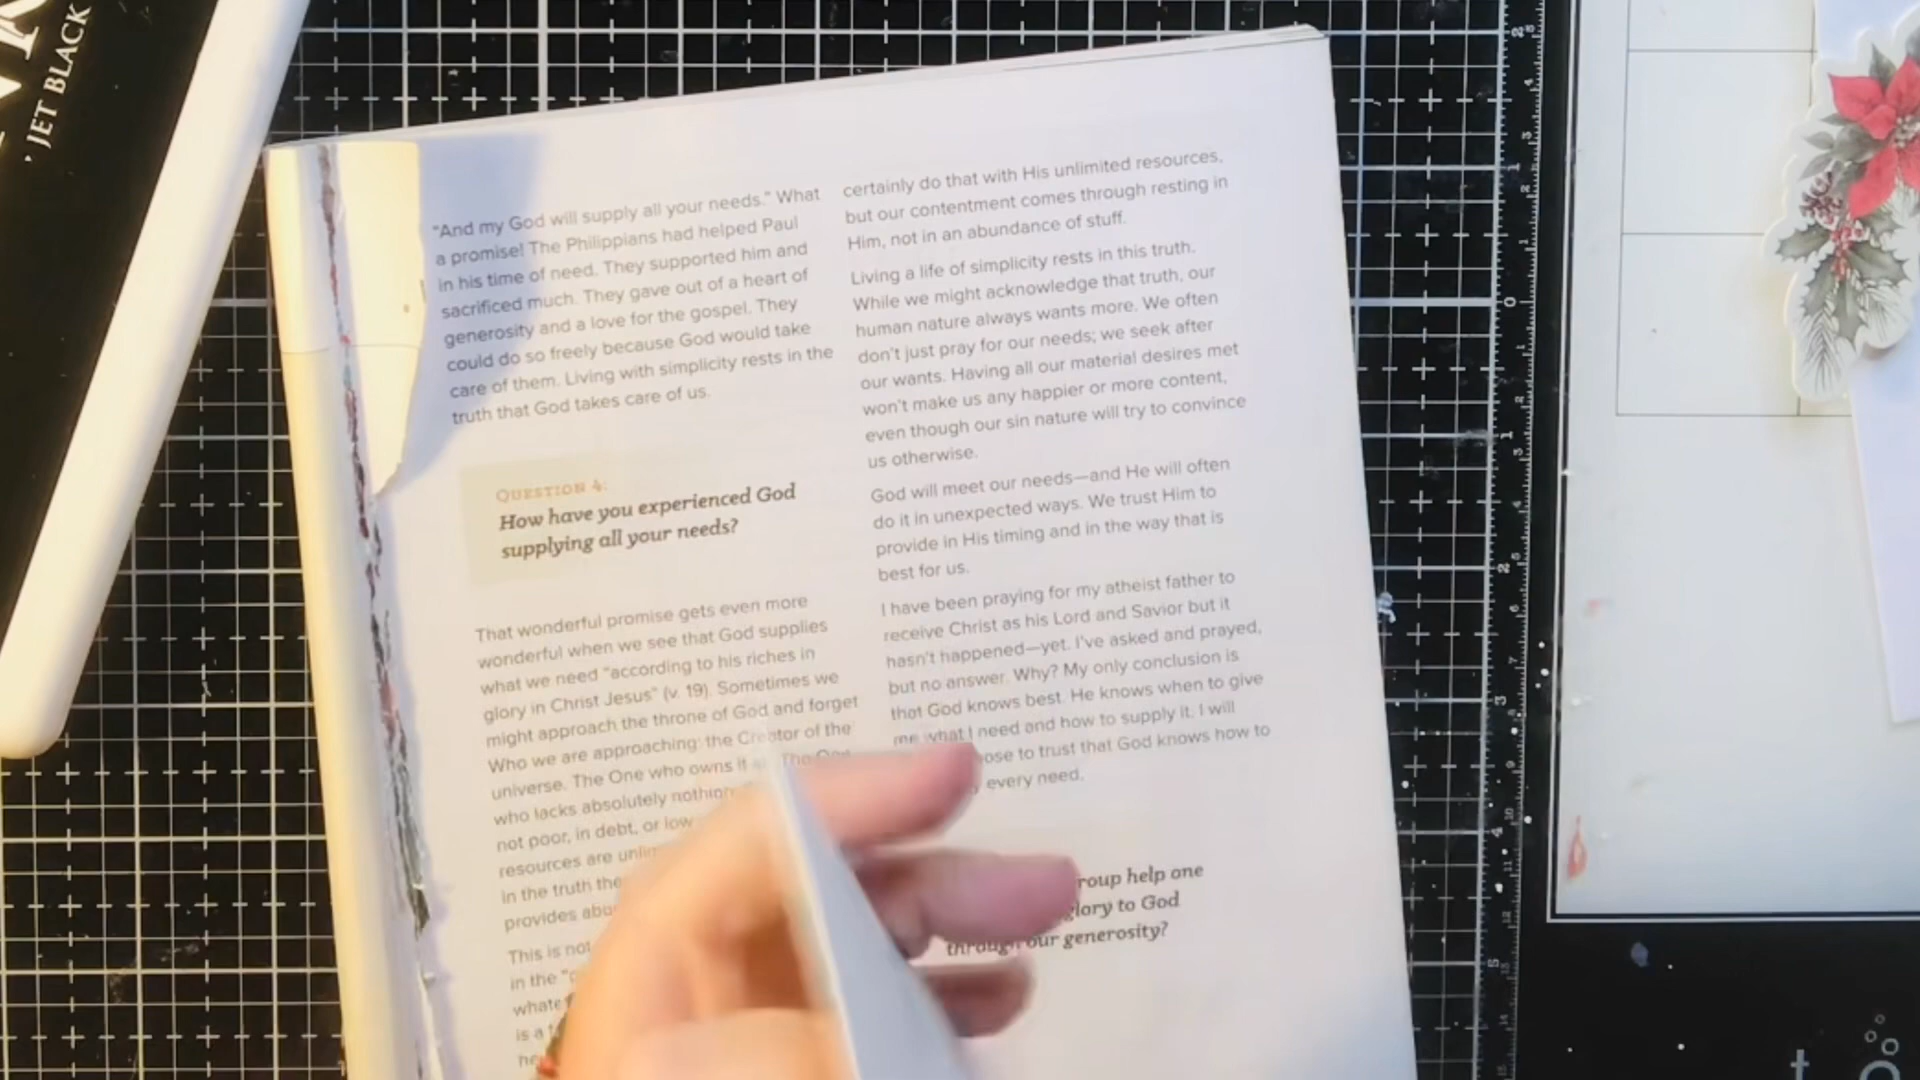 JET BLACK
"And my God will supply all your needs." What
a promise! The Philippians had helped Paul
in his time of need. They supported him and
sacrificed much. They gave out of a heart of
generosity and a love for the gospel. They
could do so freely because God would take
care of them. Living with simplicity rests in the
truth that God takes care of us.
QUESTION 4:
How have you experienced God
supplying all your needs?
That wonderful promise gets even more
wonderful when we see that God supplies
what we need "according to his riches in
glory in Christ Jesus" (v. 19). Sometimes we
might approach the throne of God and forget
Who we are approaching: the Creator of the
universe. The One who owns it The One
who lacks absolutely
not poor, in debt, or low
resources are
in the truth
provides
This is not
in the
is a
certainly do that with His unlimited resources,
but our contentment comes through resting in
Him, not in an abundance of stuff.
Living a life of simplicity rests in this truth.
While we might acknowledge that truth, our
human nature always wants more. We often
don't just pray for our needs; we seek after
our wants. Having all our material desires met
won't make us any happier or more content,
even though our sin nature will try to convince
us otherwise.
God will meet our needs—and He will often
do it in unexpected ways. We trust Him to
provide in His timing and in the way that is
best for us.
I have been praying for my atheist father to
receive Christ as his Lord and Savior but it
hasn't happened—yet. I've asked and prayed,
but no answer. Why? My only conclusion is
that God knows best. He knows when to give
me what I need and how to supply it. I will
to trust that God knows how to
every need.
help one
glory to God
through our generosity?